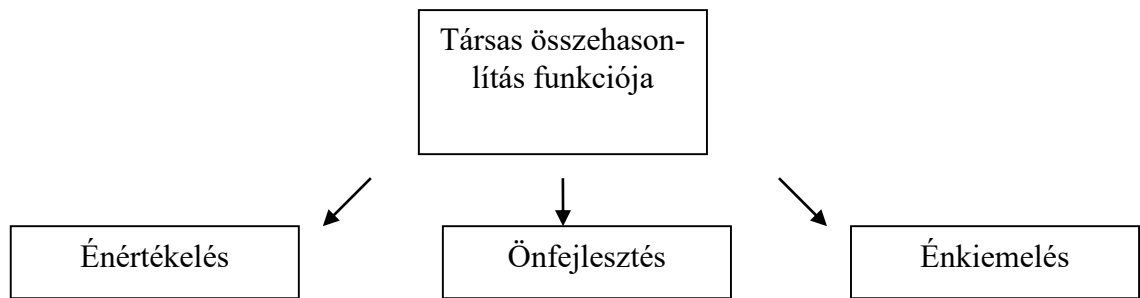 Társas összehason-
lítás funkciója
Énértékelés
Önfejlesztés
Énkiemelés